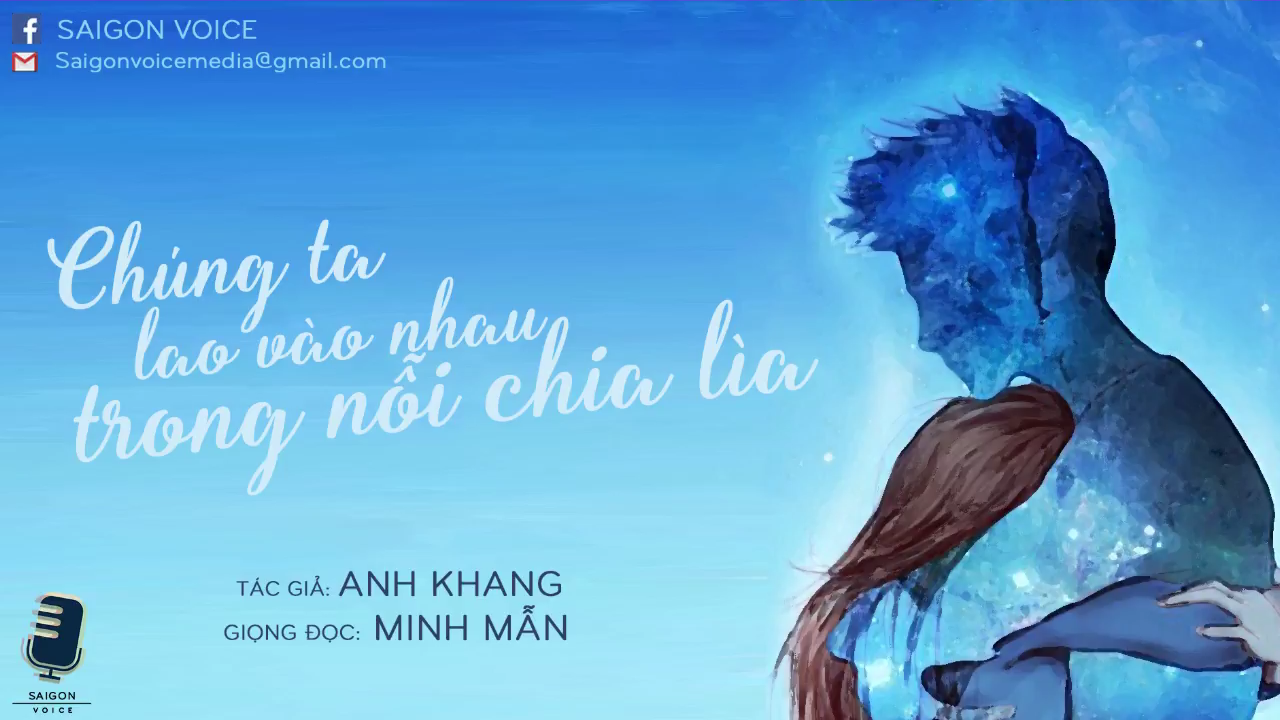 SAIGON VOICE
Saigonvoicemedia@gmail.com
Chúng ta
lao vào nhau
trong nỗi chia lìa
TÁC GIẢ: ANH KHANG
GIỌNG ĐỌC: MINH MẪN
SAIGON
VOICE